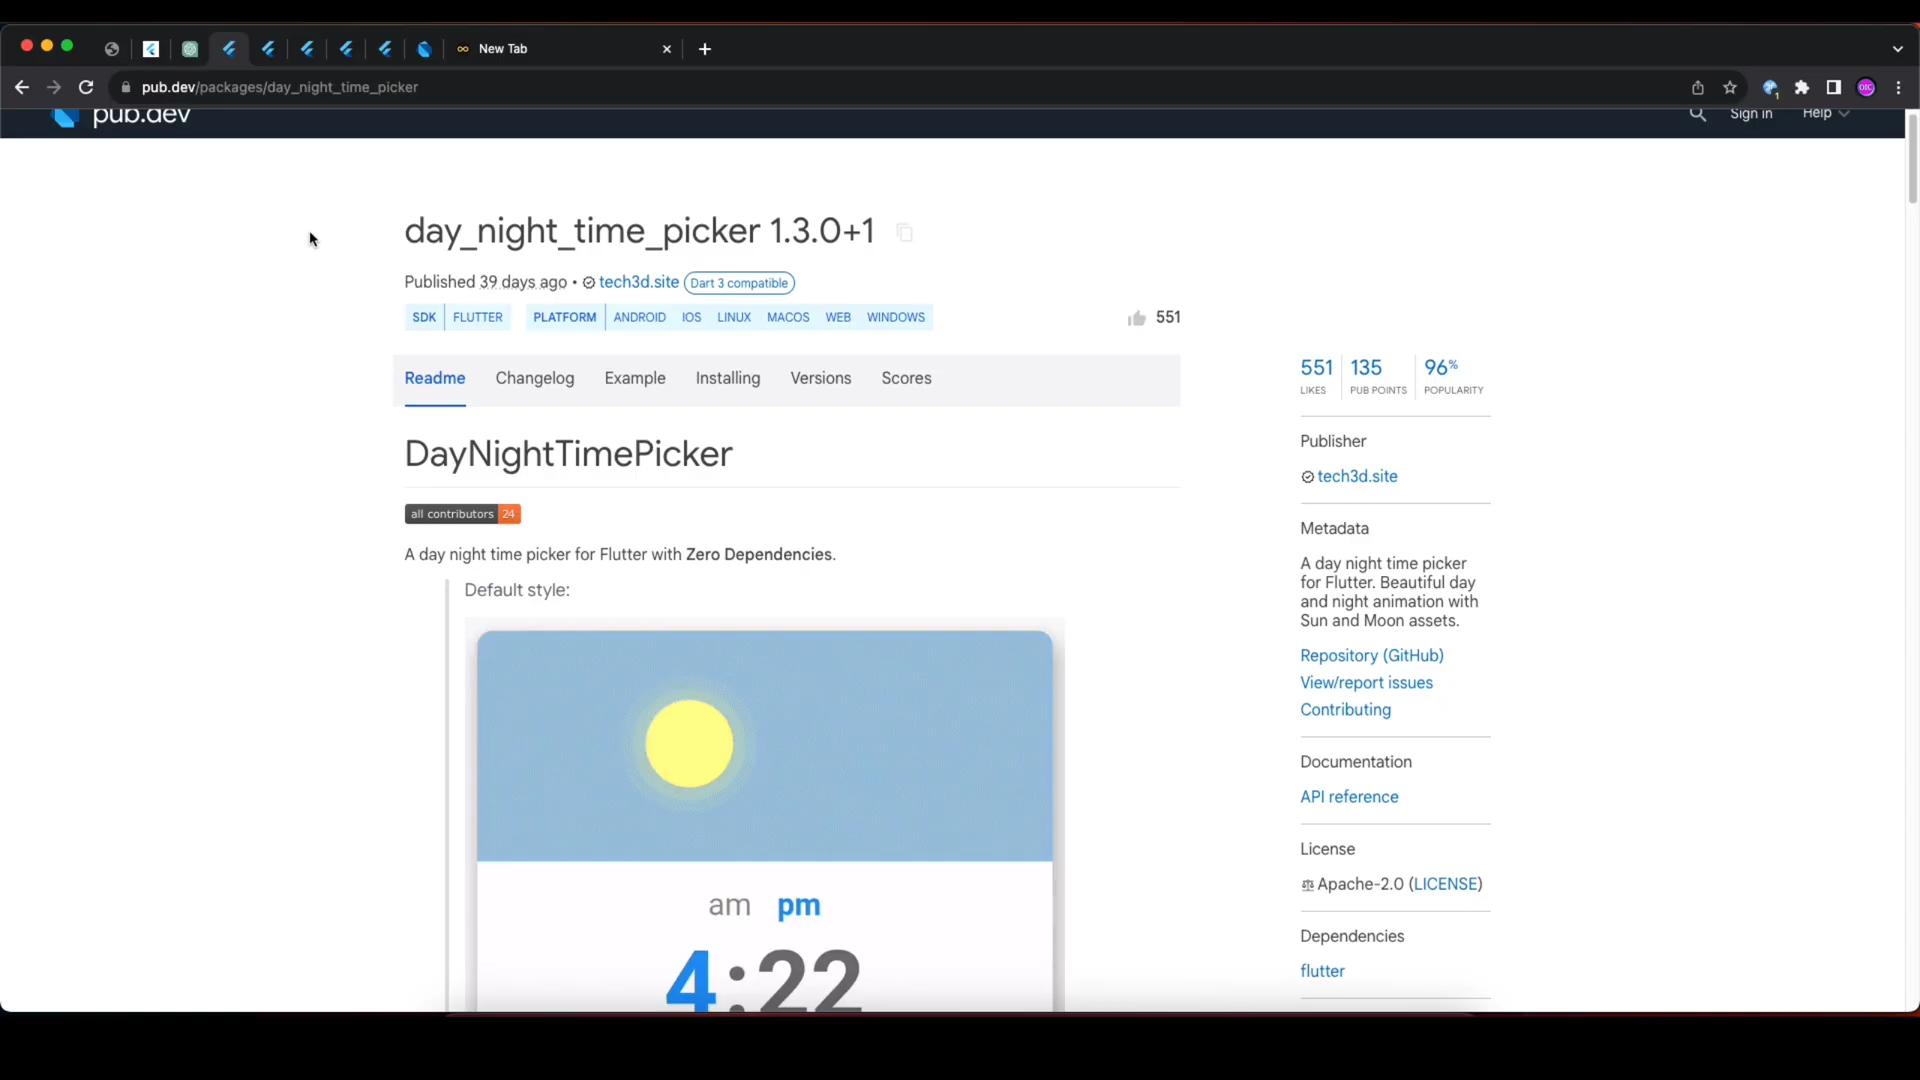 New Tab
pub.dev/packages/day_night_time_picker
pub.dev
Sign in
Help
day_night_time_picker 1.3.0+1
Published 39 days ago • tech3d.site Dart 3 compatible
SDK FLUTTER PLATFORM ANDROID IOS LINUX MACOS WEB WINDOWS
551
Readme Changelog Example Installing Versions Scores
DayNightTimePicker
all contributors 24
A day night time picker for Flutter with Zero Dependencies.
Default style:
am pm
4:22
551 135 96%
LIKES PUB POINTS POPULARITY
Publisher
tech3d.site
Metadata
A day night time picker
for Flutter. Beautiful day
and night animation with
Sun and Moon assets.
Repository (GitHub)
View/report issues
Contributing
Documentation
API reference
License
Apache-2.0 (LICENSE)
Dependencies
flutter